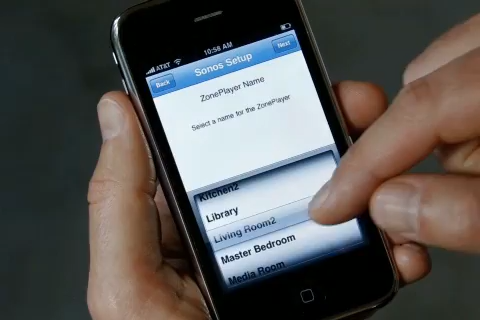 AT&T 10:58 AM
Back Sonos Setup Next
ZonePlayer Name
Select a name for the ZonePlayer
Kitchen2
Library
Living Room2
Master Bedroom
Media Room